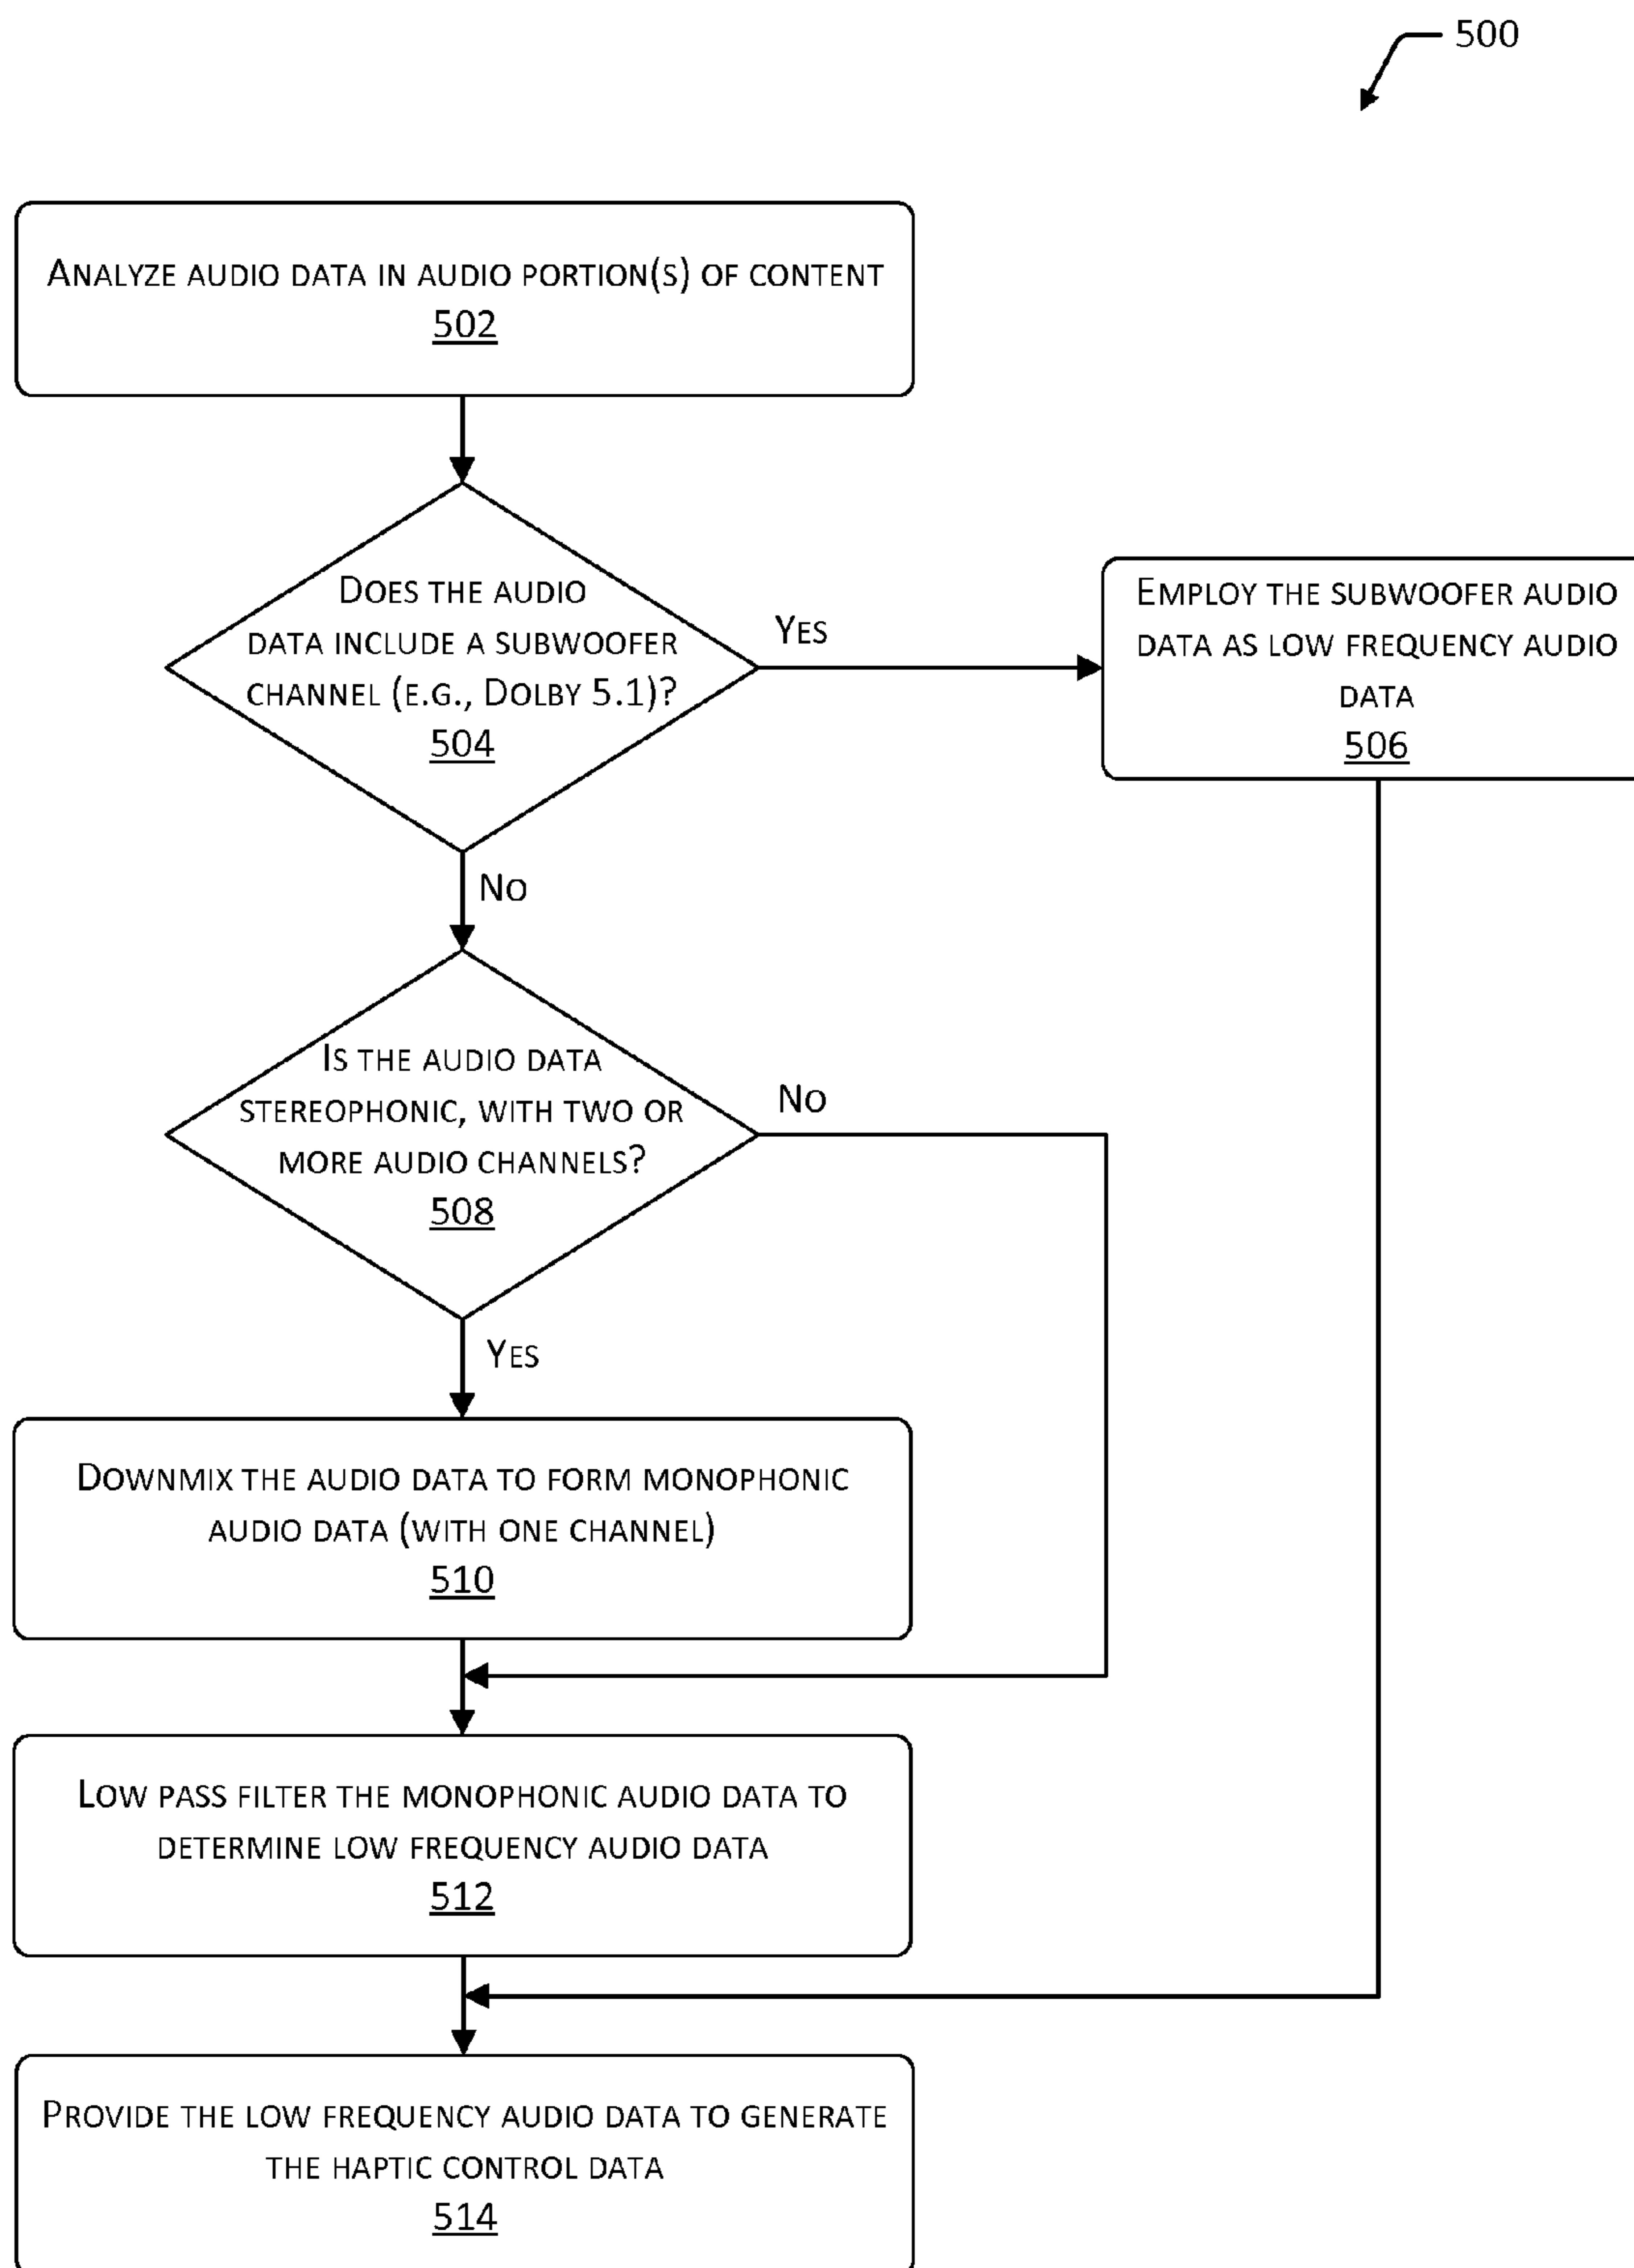 500
ANALYZE AUDIO DATA IN AUDIO PORTION(S) OF CONTENT
502
DOES THE AUDIO
DATA INCLUDE A SUBWOOFER
CHANNEL (E.G., DOLBY 5.1)?
504
YES
EMPLOY THE SUBWOOFER AUDIO
DATA AS LOW FREQUENCY AUDIO
DATA
506
NO
IS THE AUDIO DATA
STEREOPHONIC, WITH TWO OR
MORE AUDIO CHANNELS?
508
NO
YES
DOWNMIX THE AUDIO DATA TO FORM MONOPHONIC
AUDIO DATA (WITH ONE CHANNEL)
510
LOW PASS FILTER THE MONOPHONIC AUDIO DATA TO
DETERMINE LOW FREQUENCY AUDIO DATA
512
PROVIDE THE LOW FREQUENCY AUDIO DATA TO GENERATE
THE HAPTIC CONTROL DATA
514